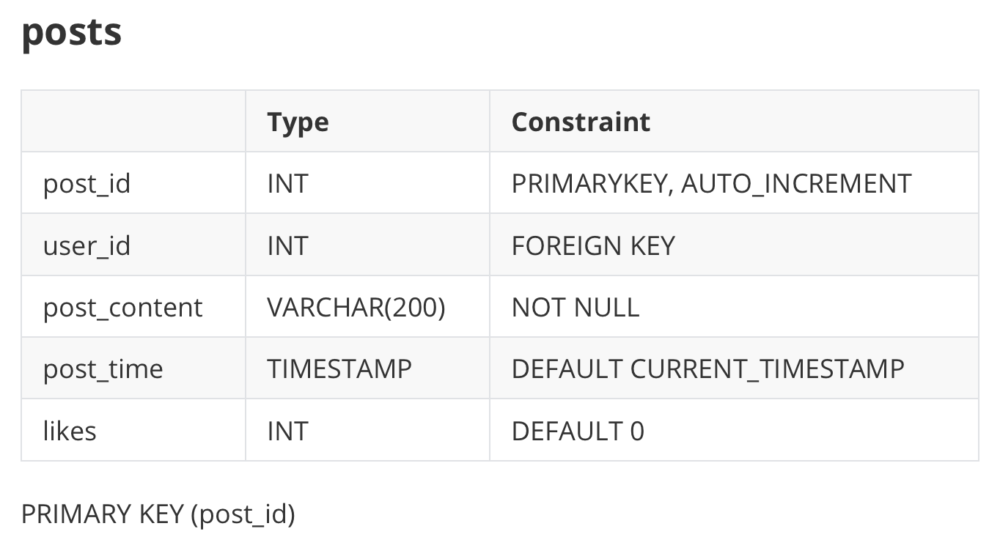 posts
Type Constraint
post_id INT PRIMARYKEY, AUTO_INCREMENT
user_id INT FOREIGN KEY
post_content VARCHAR(200) NOT NULL
post_time TIMESTAMP DEFAULT CURRENT_TIMESTAMP
likes INT DEFAULT 0
PRIMARY KEY (post_id)